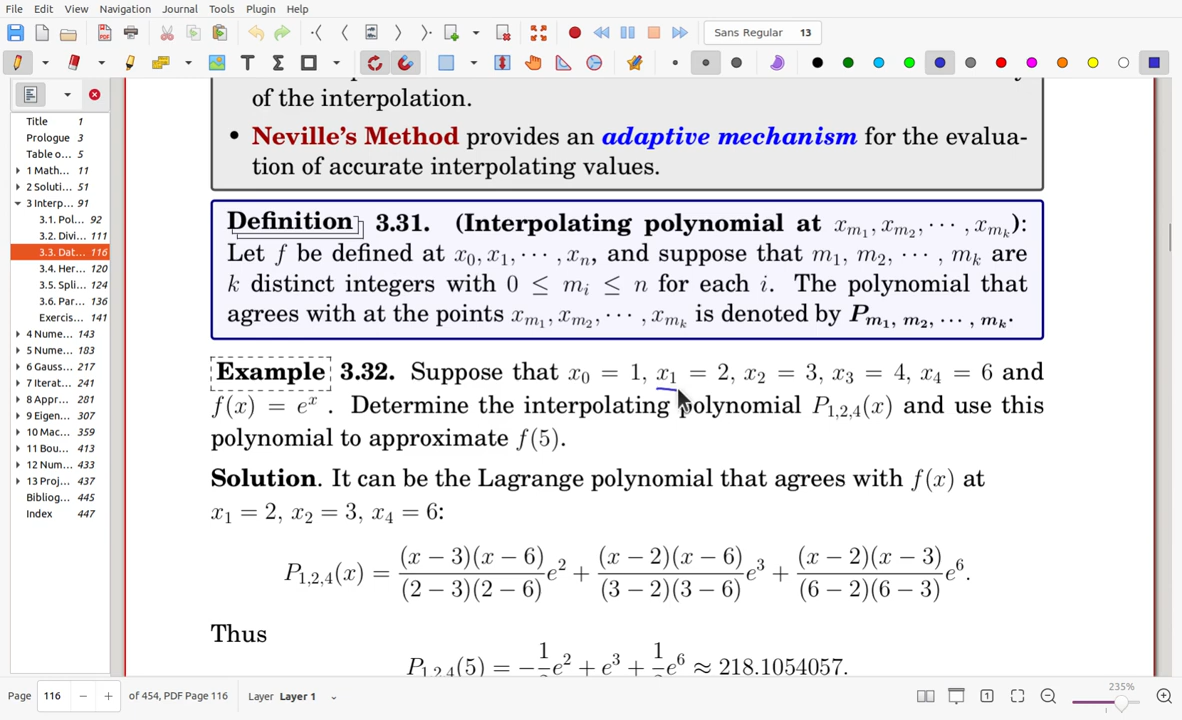 File Edit View Navigation Journal Tools Plugin Help
Sans Regular 13
Title 1
Prologue 3
Table o... 5
1 Math... 11
2 Soluti... 51
3 Interp... 91
3.1. Pol... 92
3.2. Divi... 111
3.3. Dat... 116
3.4. Her... 120
3.5. Spli... 124
3.6. Par... 136
Exercis... 141
4 Nume... 143
5 Nume... 183
6 Gauss... 217
7 Iterat... 241
8 Appr... 281
9 Eigen... 307
10 Mac... 359
11 Bou... 413
12 Num... 433
13 Proj... 437
Bibliog... 445
Index 447
of the interpolation.
• Neville's Method provides an adaptive mechanism for the evalua-
tion of accurate interpolating values.
Definition 3.31. (Interpolating polynomial at x_{m_1}, x_{m_2}, ⋯, x_{m_k}):
Let f be defined at x_0, x_1, ⋯, x_n, and suppose that m_1, m_2, ⋯, m_k are
k distinct integers with 0 ≤ m_i ≤ n for each i. The polynomial that
agrees with at the points x_{m_1}, x_{m_2}, ⋯, x_{m_k} is denoted by P_{m_1, m_2, ⋯, m_k}.
Example 3.32. Suppose that x_0 = 1, x_1 = 2, x_2 = 3, x_3 = 4, x_4 = 6 and
f(x) = e^x. Determine the interpolating polynomial P_{1,2,4}(x) and use this
polynomial to approximate f(5).
Solution. It can be the Lagrange polynomial that agrees with f(x) at
x_1 = 2, x_2 = 3, x_4 = 6:
P_{1,2,4}(x) = \frac{(x − 3)(x − 6)}{(2 − 3)(2 − 6)}e^2 + \frac{(x − 2)(x − 6)}{(3 − 2)(3 − 6)}e^3 + \frac{(x − 2)(x − 3)}{(6 − 2)(6 − 3)}e^6.
Thus
≈ 218.1054057.
Page 116 of 454, PDF Page 116 Layer Layer 1 235%